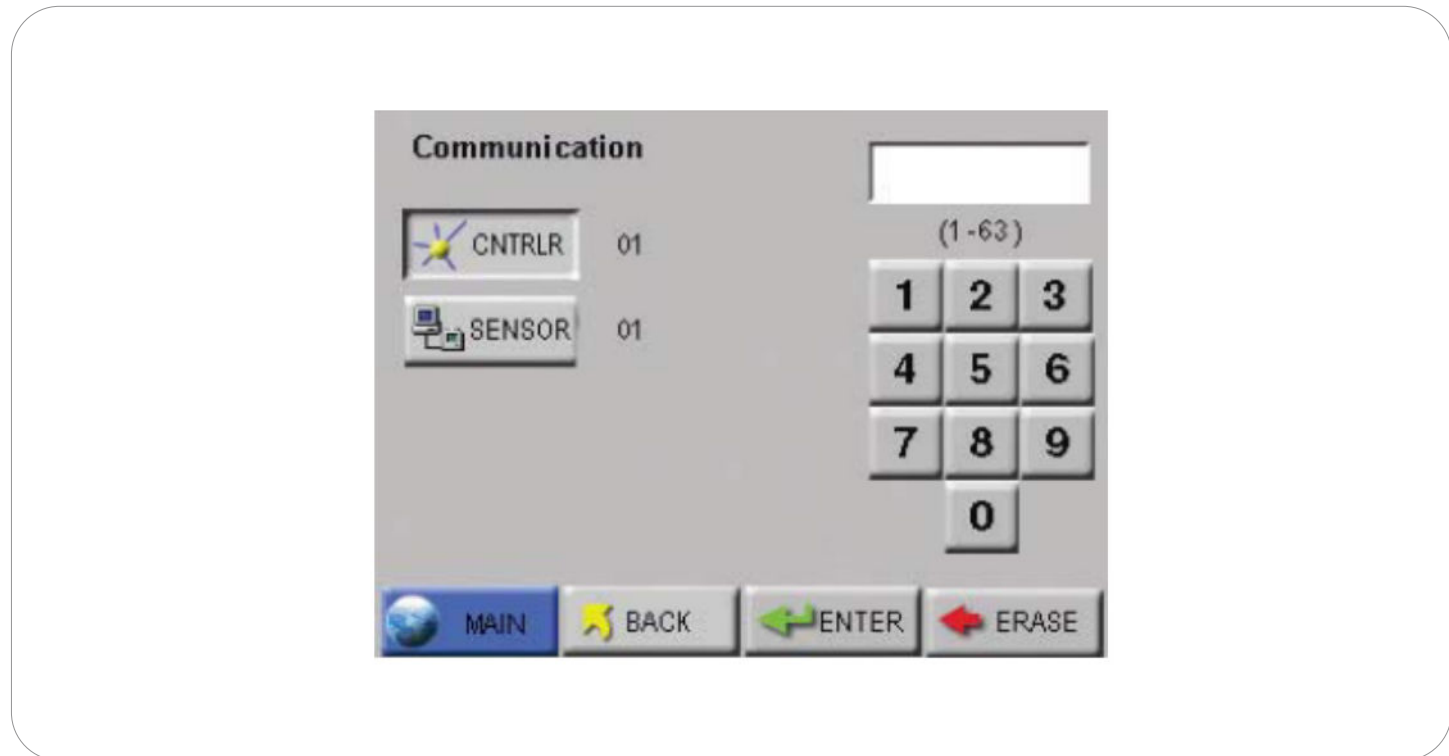 Communication
CNTRLR 01
SENSOR 01
(1-63)
1 2 3
4 5 6
7 8 9
0
MAIN BACK ENTER ERASE